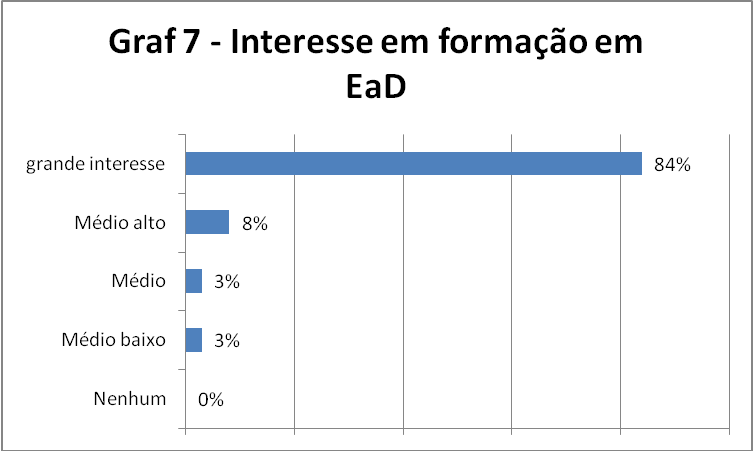 Graf 7 - Interesse em formação em
EaD
grande interesse
84%
Médio alto
8%
Médio
3%
Médio baixo
3%
Nenhum
0%